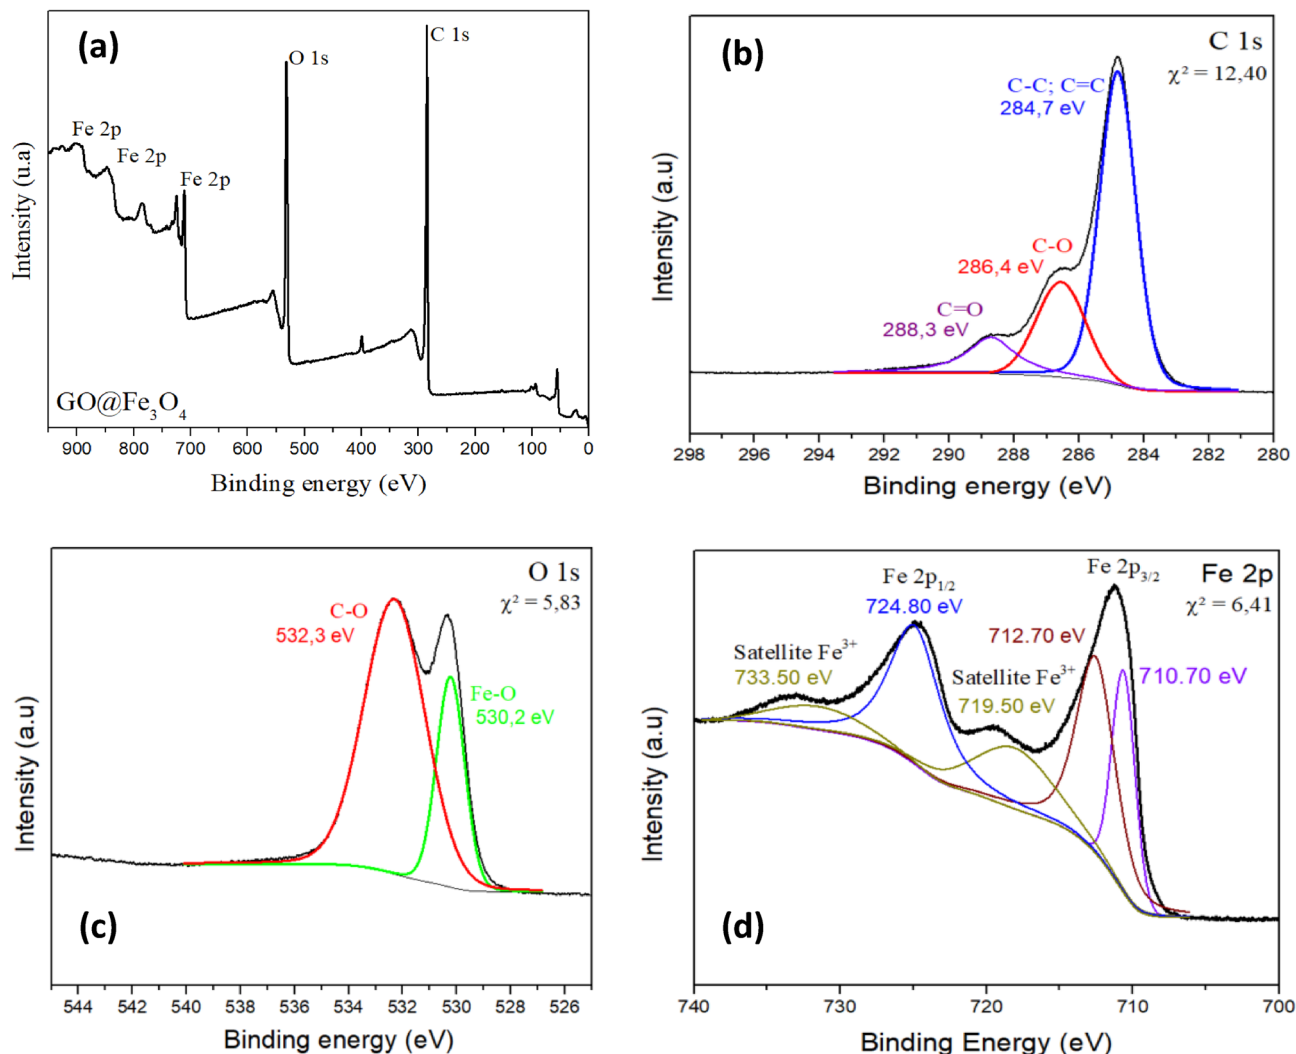 (a)
C 1s
O 1s
Fe 2p
Fe 2p
Fe 2p
GO@Fe₃O₄
Intensity (u.a)
900 800 700 600 500 400 300 200 100 0
Binding energy (eV)
(b)
C 1s
χ² = 12,40
C-C; C=C
284,7 eV
C-O
286,4 eV
C=O
288,3 eV
Intensity (a.u)
298 296 294 292 290 288 286 284 282 280
Binding energy (eV)
O 1s
χ² = 5,83
C-O
532,3 eV
Fe-O
530,2 eV
(c)
Intensity (a.u)
544 542 540 538 536 534 532 530 528 526
Binding energy (eV)
Fe 2p
χ² = 6,41
Fe 2p₃/₂
Fe 2p₁/₂
724.80 eV
712.70 eV
710.70 eV
Satellite Fe³⁺
733.50 eV
Satellite Fe³⁺
719.50 eV
(d)
Intensity (a.u)
740 730 720 710 700
Binding Energy (eV)